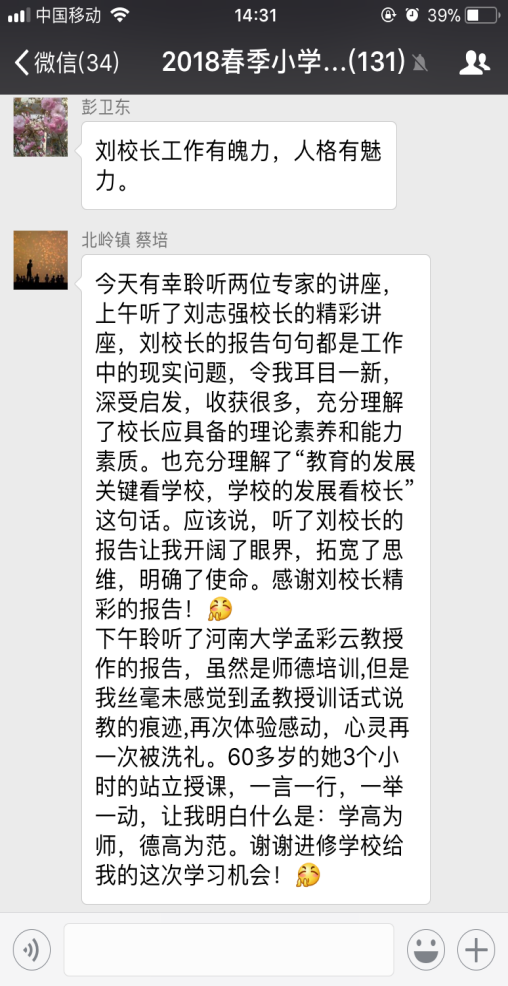 中国移动 14:31 39%
微信(34) 2018春季小学...(131)
彭卫东
刘校长工作有魄力，人格有魅
力。
北岭镇 蔡培
今天有幸聆听两位专家的讲座，
上午听了刘志强校长的精彩讲
座，刘校长的报告句句都是工作
中的现实问题，令我耳目一新，
深受启发，收获很多，充分理解
了校长应具备的理论素养和能力
素质。也充分理解了“教育的发展
关键看学校，学校的发展看校长”
这句话。应该说，听了刘校长的
报告让我开阔了眼界，拓宽了思
维，明确了使命。感谢刘校长精
彩的报告！
下午聆听了河南大学孟彩云教授
作的报告，虽然是师德培训,但是
我丝毫未感觉到孟教授训话式说
教的痕迹,再次体验感动，心灵再
一次被洗礼。60多岁的她3个小
时的站立授课，一言一行，一举
一动，让我明白什么是：学高为
师，德高为范。谢谢进修学校给
我的这次学习机会！